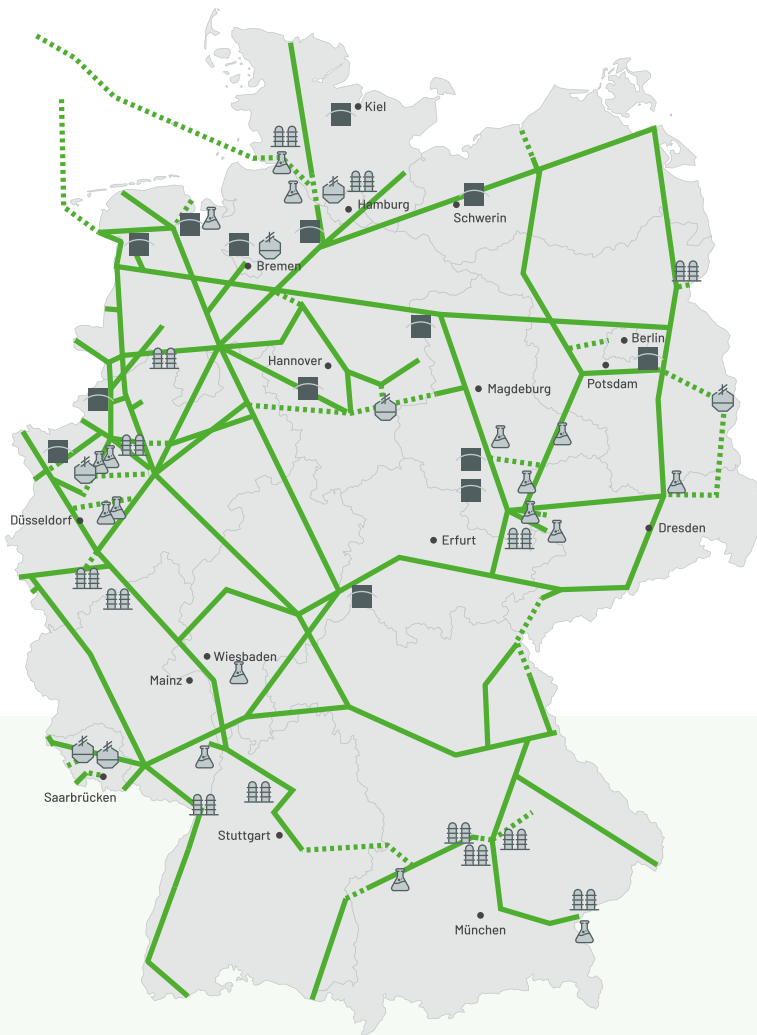 Kiel
Hamburg
Schwerin
Bremen
Berlin
Hannover
Potsdam
Magdeburg
Düsseldorf
Dresden
Erfurt
Wiesbaden
Mainz
Saarbrücken
Stuttgart
München